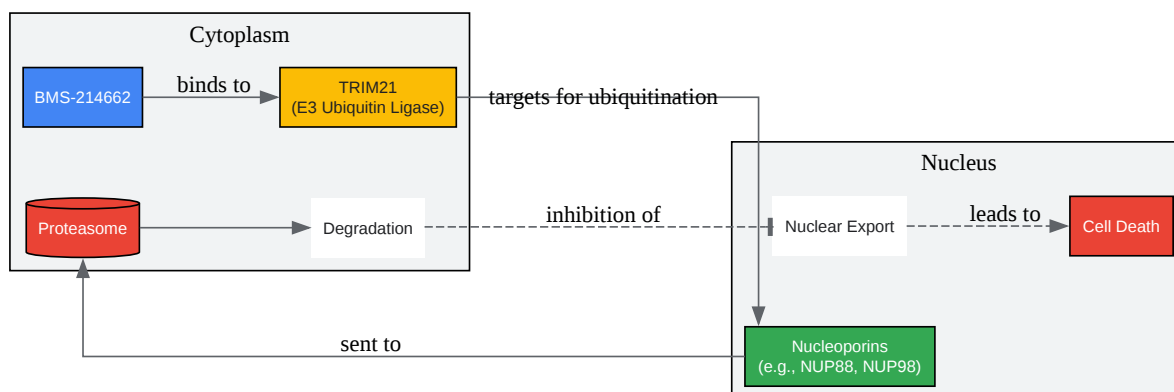 Cytoplasm
BMS-214662
binds to
TRIM21
(E3 Ubiquitin Ligase)
targets for ubiquitination
Nucleus
Proteasome
Degradation
inhibition of
Nuclear Export
leads to
Cell Death
sent to
Nucleoporins
(e.g., NUP88, NUP98)